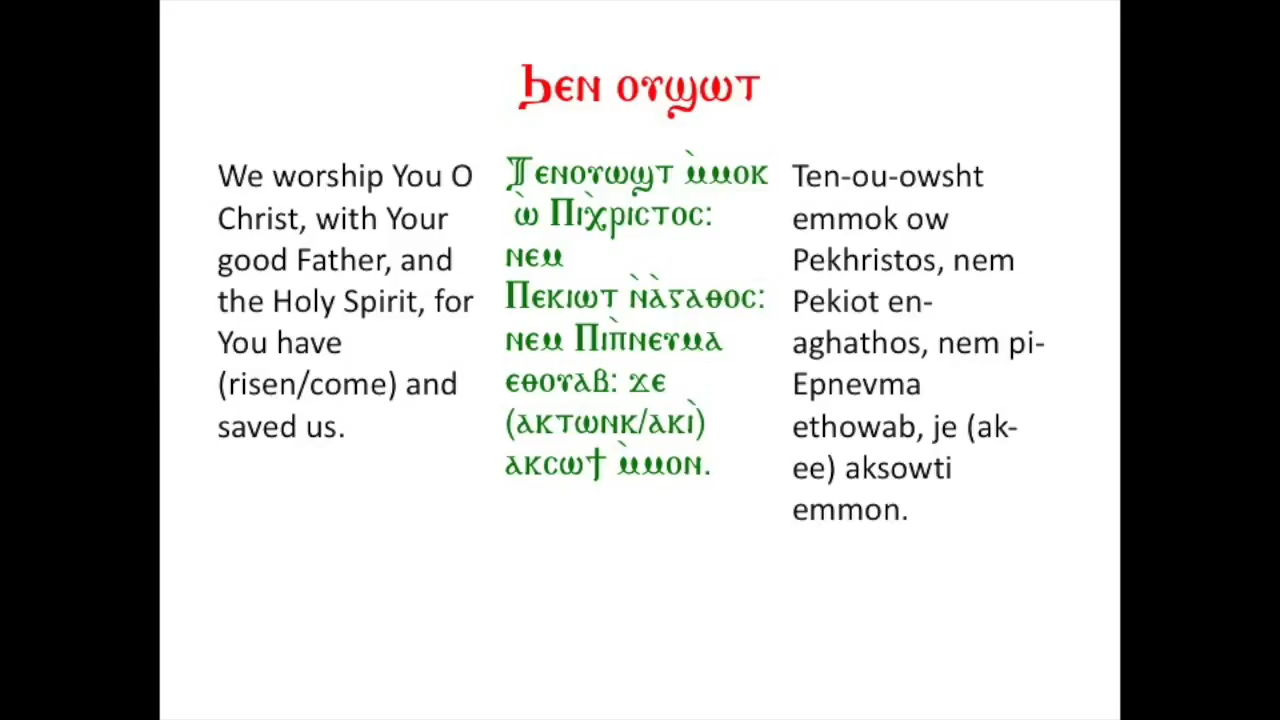 Ϧⲉⲛ ⲟⲩϣⲱⲧ
We worship You O
Christ, with Your
good Father, and
the Holy Spirit, for
You have
(risen/come) and
saved us.
Ⲧⲉⲛⲟⲩⲱϣⲧ ⲙ̀ⲙⲟⲕ
ⲱ̀ Ⲡⲓⲭ̀ⲣⲓⲥⲧⲟⲥ:
ⲛⲉⲙ
Ⲡⲉⲕⲓⲱⲧ ⲛ̀ⲁ̀ⲅⲁⲑⲟⲥ:
ⲛⲉⲙ Ⲡⲓⲡ̀ⲛⲉⲩⲙⲁ
ⲉⲑⲟⲩⲁⲃ: ϫⲉ
(ⲁⲕⲧⲱⲛⲕ/ⲁⲕⲓ̀)
ⲁⲕⲥⲱϯ ⲙ̀ⲙⲟⲛ.
Ten-ou-owsht
emmok ow
Pekhristos, nem
Pekiot en-
aghathos, nem pi-
Epnevma
ethowab, je (ak-
ee) aksowti
emmon.